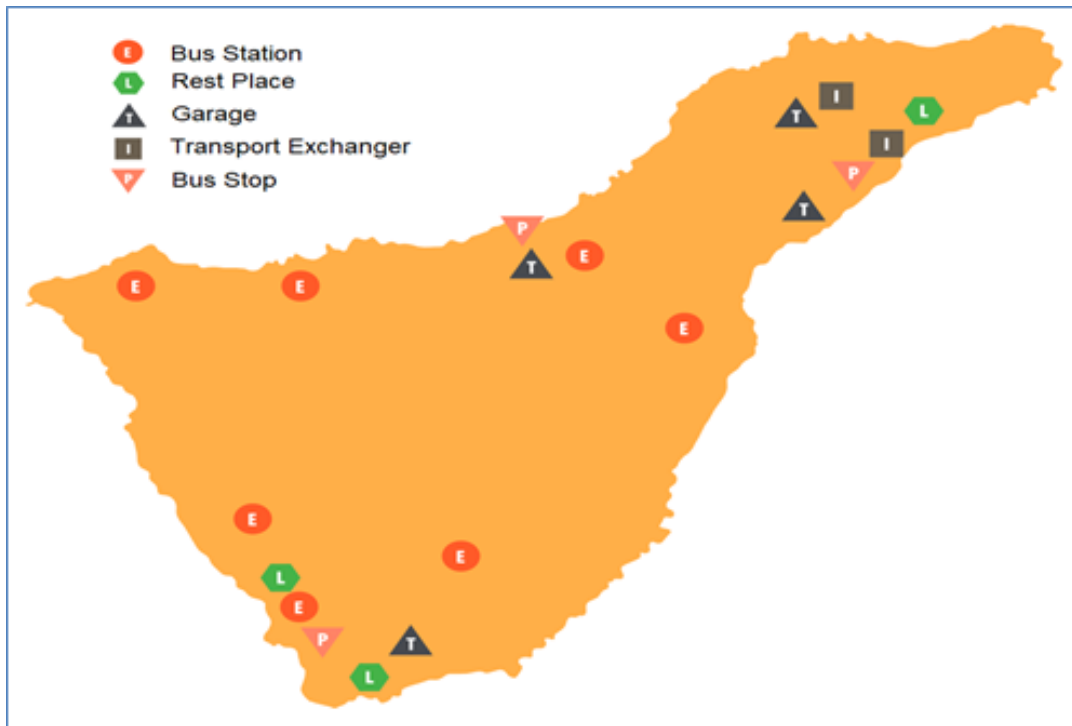 E Bus Station
L Rest Place
T Garage
I Transport Exchanger
P Bus Stop
I
T
L
I
P
T
P
E
T
E
E
E
E
E
L
E
P
T
L